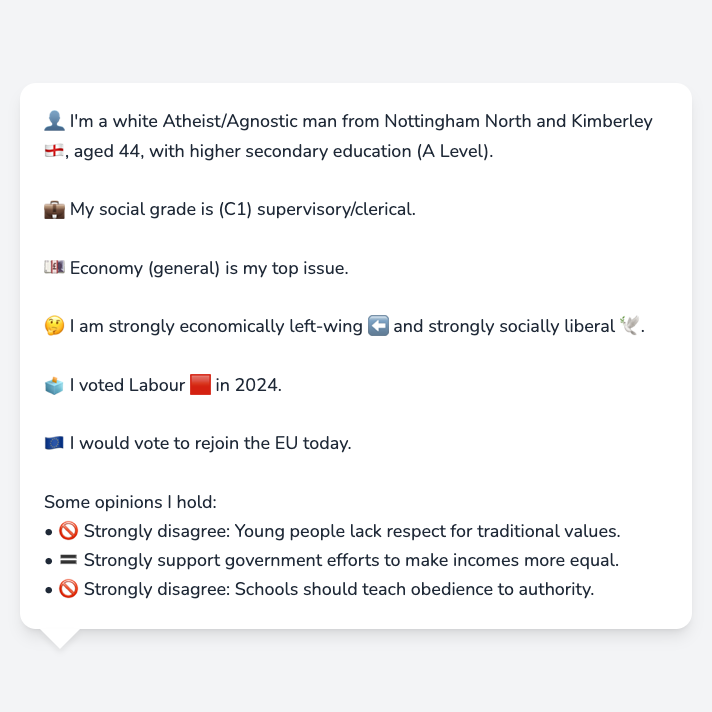 👤 I'm a white Atheist/Agnostic man from Nottingham North and Kimberley
🏴󠁧󠁢󠁥󠁮󠁧󠁿, aged 44, with higher secondary education (A Level).
💼 My social grade is (C1) supervisory/clerical.
💷 Economy (general) is my top issue.
🤔 I am strongly economically left-wing ⬅️ and strongly socially liberal 🕊️.
🗳️ I voted Labour 🟥 in 2024.
🇪🇺 I would vote to rejoin the EU today.
Some opinions I hold:
• 🚫 Strongly disagree: Young people lack respect for traditional values.
• 🟰 Strongly support government efforts to make incomes more equal.
• 🚫 Strongly disagree: Schools should teach obedience to authority.